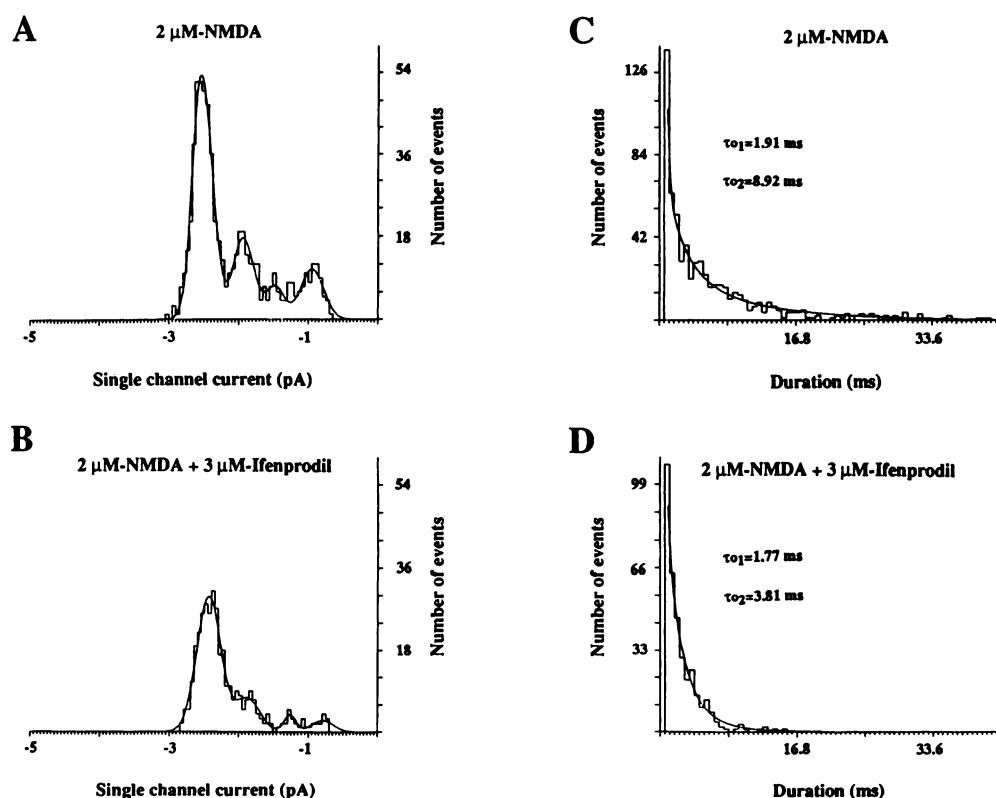 A
2 μM-NMDA
54
36
18
Number of events
-5
-3
-1
Single channel current (pA)
C
2 μM-NMDA
126
84
42
Number of events
τo1=1.91 ms
τo2=8.92 ms
16.8
33.6
Duration (ms)
B
2 μM-NMDA + 3 μM-Ifenprodil
54
36
18
Number of events
-5
-3
-1
Single channel current (pA)
D
2 μM-NMDA + 3 μM-Ifenprodil
99
66
33
Number of events
τo1=1.77 ms
τo2=3.81 ms
16.8
33.6
Duration (ms)